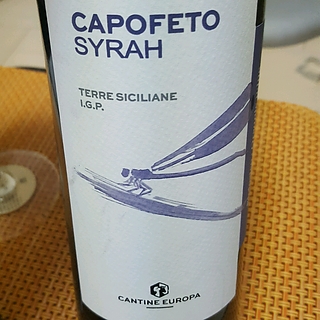 CAPOFETO
SYRAH
TERRE SICILIANE
I.G.P.
CANTINE EUROPA